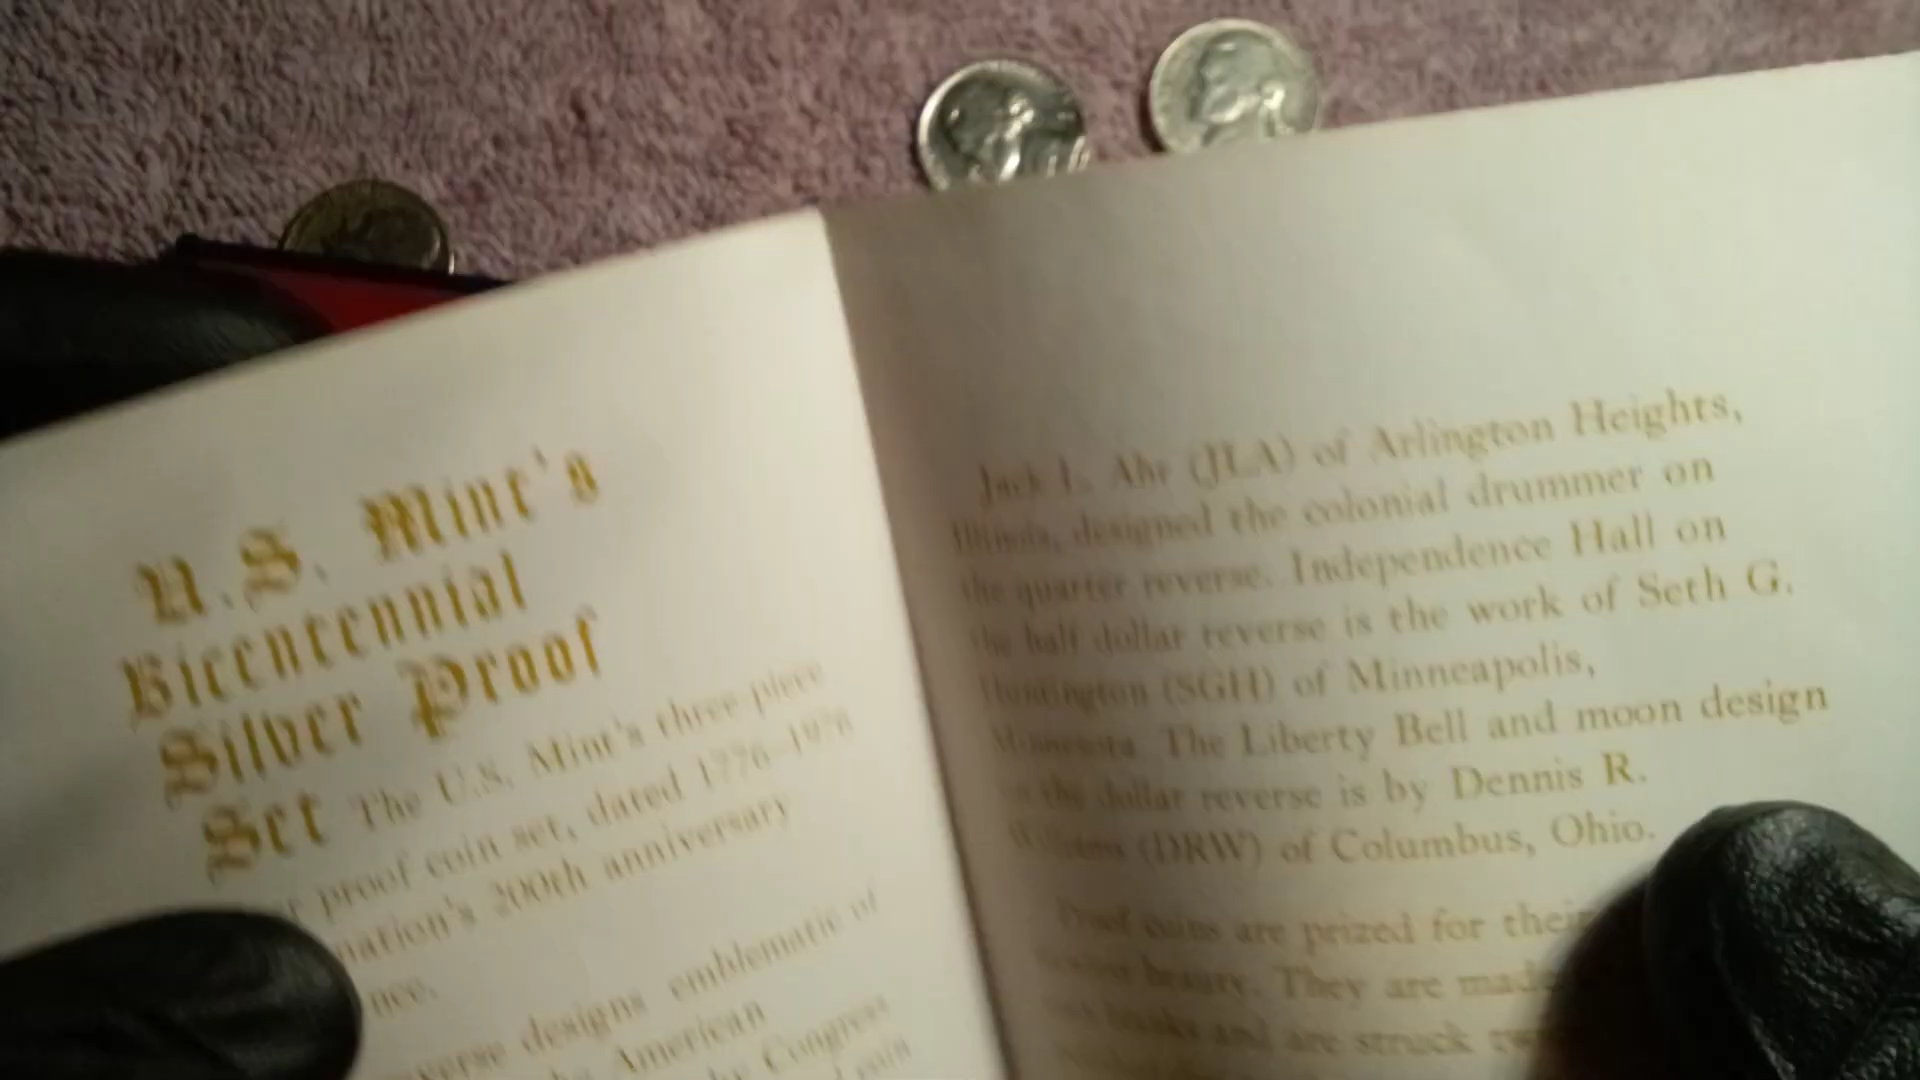 U.S. Mint's
Bicentennial
Silver Proof
Set The U.S. Mint's three-piece
proof coin set, dated 1776-1976
nation's 200th anniversary
nce.
verse designs emblematic of
American
by Congress
Jack L. Ahr (JLA) of Arlington Heights,
Illinois, designed the colonial drummer on
the quarter reverse. Independence Hall on
the half dollar reverse is the work of Seth G.
Huntington (SGH) of Minneapolis,
Minnesota. The Liberty Bell and moon design
on the dollar reverse is by Dennis R.
Williams (DRW) of Columbus, Ohio.
Proof coins are prized for their
beauty. They are made
and are struck